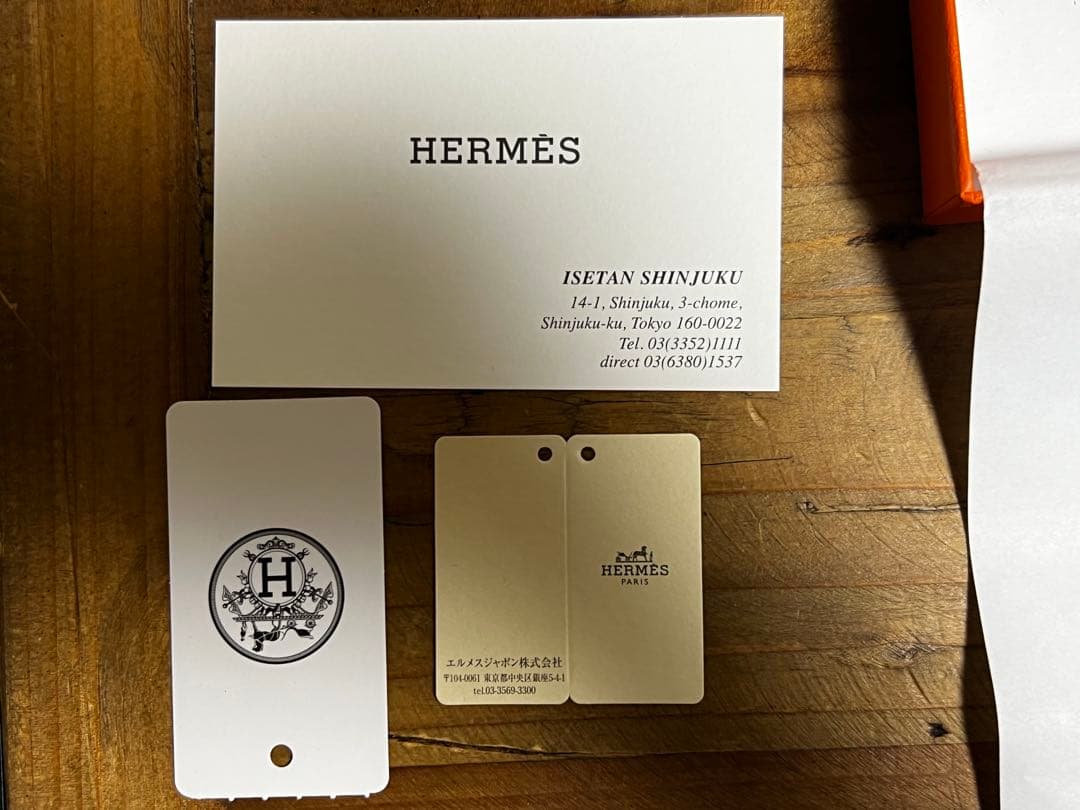 HERMÈS
ISETAN SHINJUKU
14-1, Shinjuku, 3-chome,
Shinjuku-ku, Tokyo 160-0022
Tel. 03(3352)1111
direct 03(6380)1537
H
エルメスジャポン株式会社
〒104-0061 東京都中央区銀座5-4-1
tel.03-3569-3300
HERMÈS
PARIS